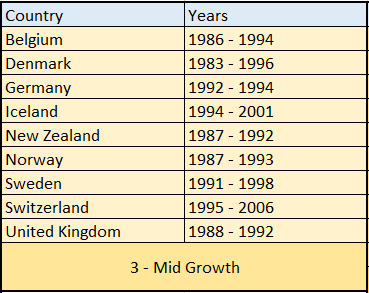 Country Years
Belgium 1986 - 1994
Denmark 1983 - 1996
Germany 1992 - 1994
Iceland 1994 - 2001
New Zealand 1987 - 1992
Norway 1987 - 1993
Sweden 1991 - 1998
Switzerland 1995 - 2006
United Kingdom 1988 - 1992
3 - Mid Growth